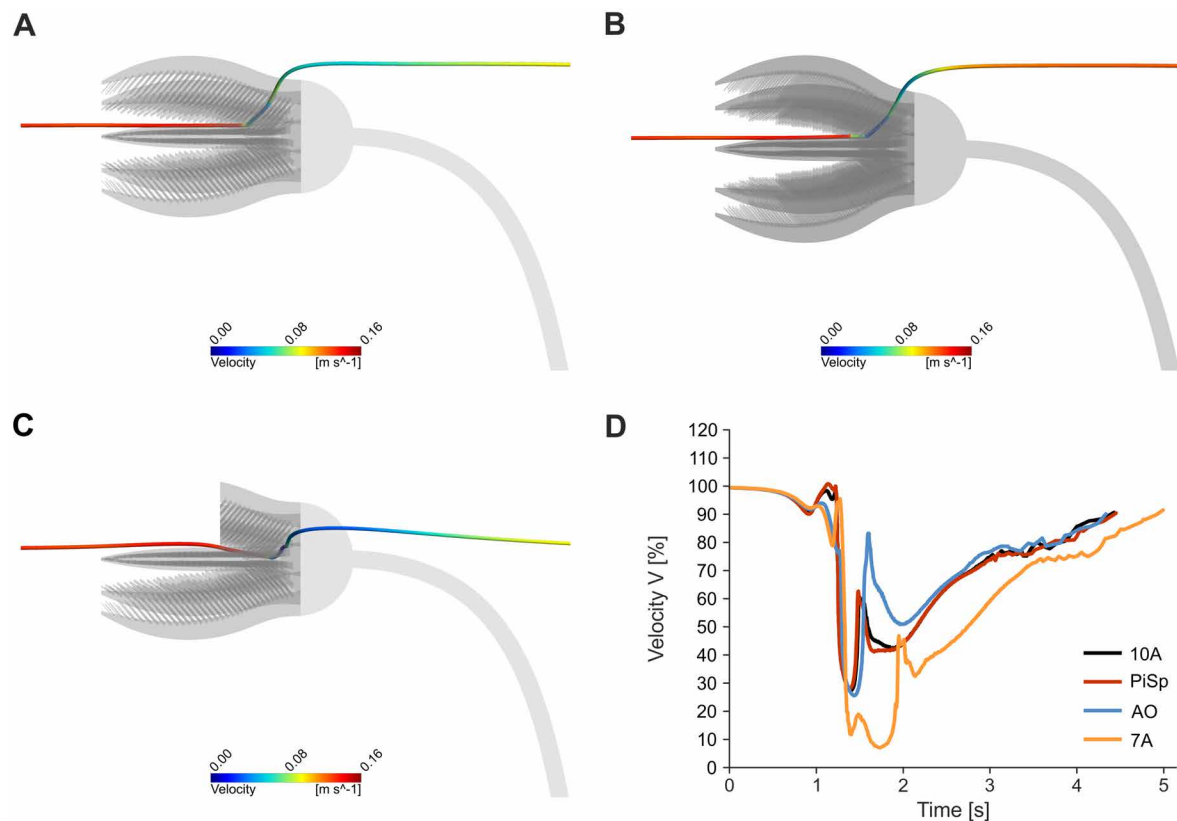 A
B
0.00
0.08
0.16
Velocity
[m s^-1]
0.00
0.08
0.16
Velocity
[m s^-1]
C
D
0.00
0.08
0.16
Velocity
[m s^-1]
Velocity V [%]
120
110
100
90
80
70
60
50
40
30
20
10
0
10A
PiSp
AO
7A
0 1 2 3 4 5
Time [s]